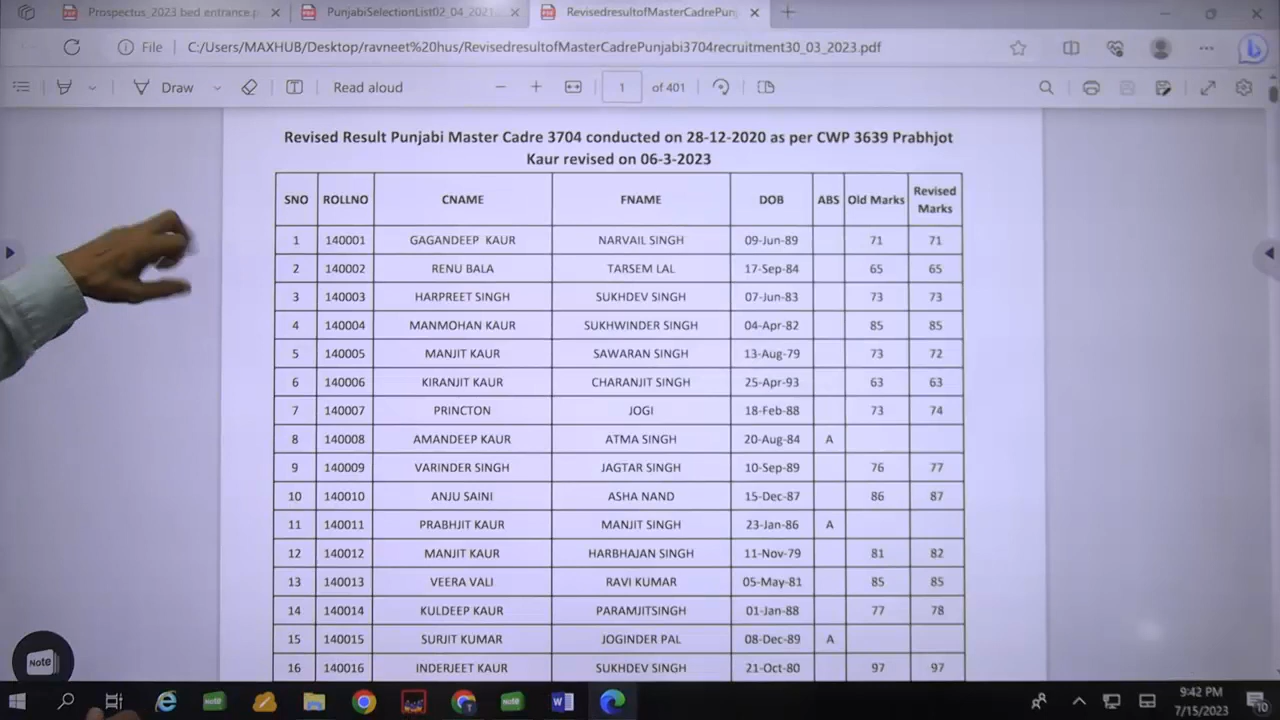 Prospectus_2023 bed entrance.p
PunjabiSelectionList02_04_2021
RevisedresultofMasterCadrePun
File
C:/Users/MAXHUB/Desktop/ravneet%20hus/RevisedresultofMasterCadrePunjabi3704recruitment30_03_2023.pdf
Draw
Read aloud
1
of 401
Revised Result Punjabi Master Cadre 3704 conducted on 28-12-2020 as per CWP 3639 Prabhjot
Kaur revised on 06-3-2023
SNO ROLLNO CNAME FNAME DOB ABS Old Marks Revised Marks
1 140001 GAGANDEEP KAUR NARVAIL SINGH 09-Jun-89 71 71
2 140002 RENU BALA TARSEM LAL 17-Sep-84 65 65
3 140003 HARPREET SINGH SUKHDEV SINGH 07-Jun-83 73 73
4 140004 MANMOHAN KAUR SUKHWINDER SINGH 04-Apr-82 85 85
5 140005 MANJIT KAUR SAWARAN SINGH 13-Aug-79 73 72
6 140006 KIRANJIT KAUR CHARANJIT SINGH 25-Apr-93 63 63
7 140007 PRINCTON JOGI 18-Feb-88 73 74
8 140008 AMANDEEP KAUR ATMA SINGH 20-Aug-84 A
9 140009 VARINDER SINGH JAGTAR SINGH 10-Sep-89 76 77
10 140010 ANJU SAINI ASHA NAND 15-Dec-87 86 87
11 140011 PRABHJIT KAUR MANJIT SINGH 23-Jan-86 A
12 140012 MANJIT KAUR HARBHAJAN SINGH 11-Nov-79 81 82
13 140013 VEERA VALI RAVI KUMAR 05-May-81 85 85
14 140014 KULDEEP KAUR PARAMJITSINGH 01-Jan-88 77 78
15 140015 SURJIT KUMAR JOGINDER PAL 08-Dec-89 A
16 140016 INDERJEET KAUR SUKHDEV SINGH 21-Oct-80 97 97
Note
9:42 PM
7/15/2023
10